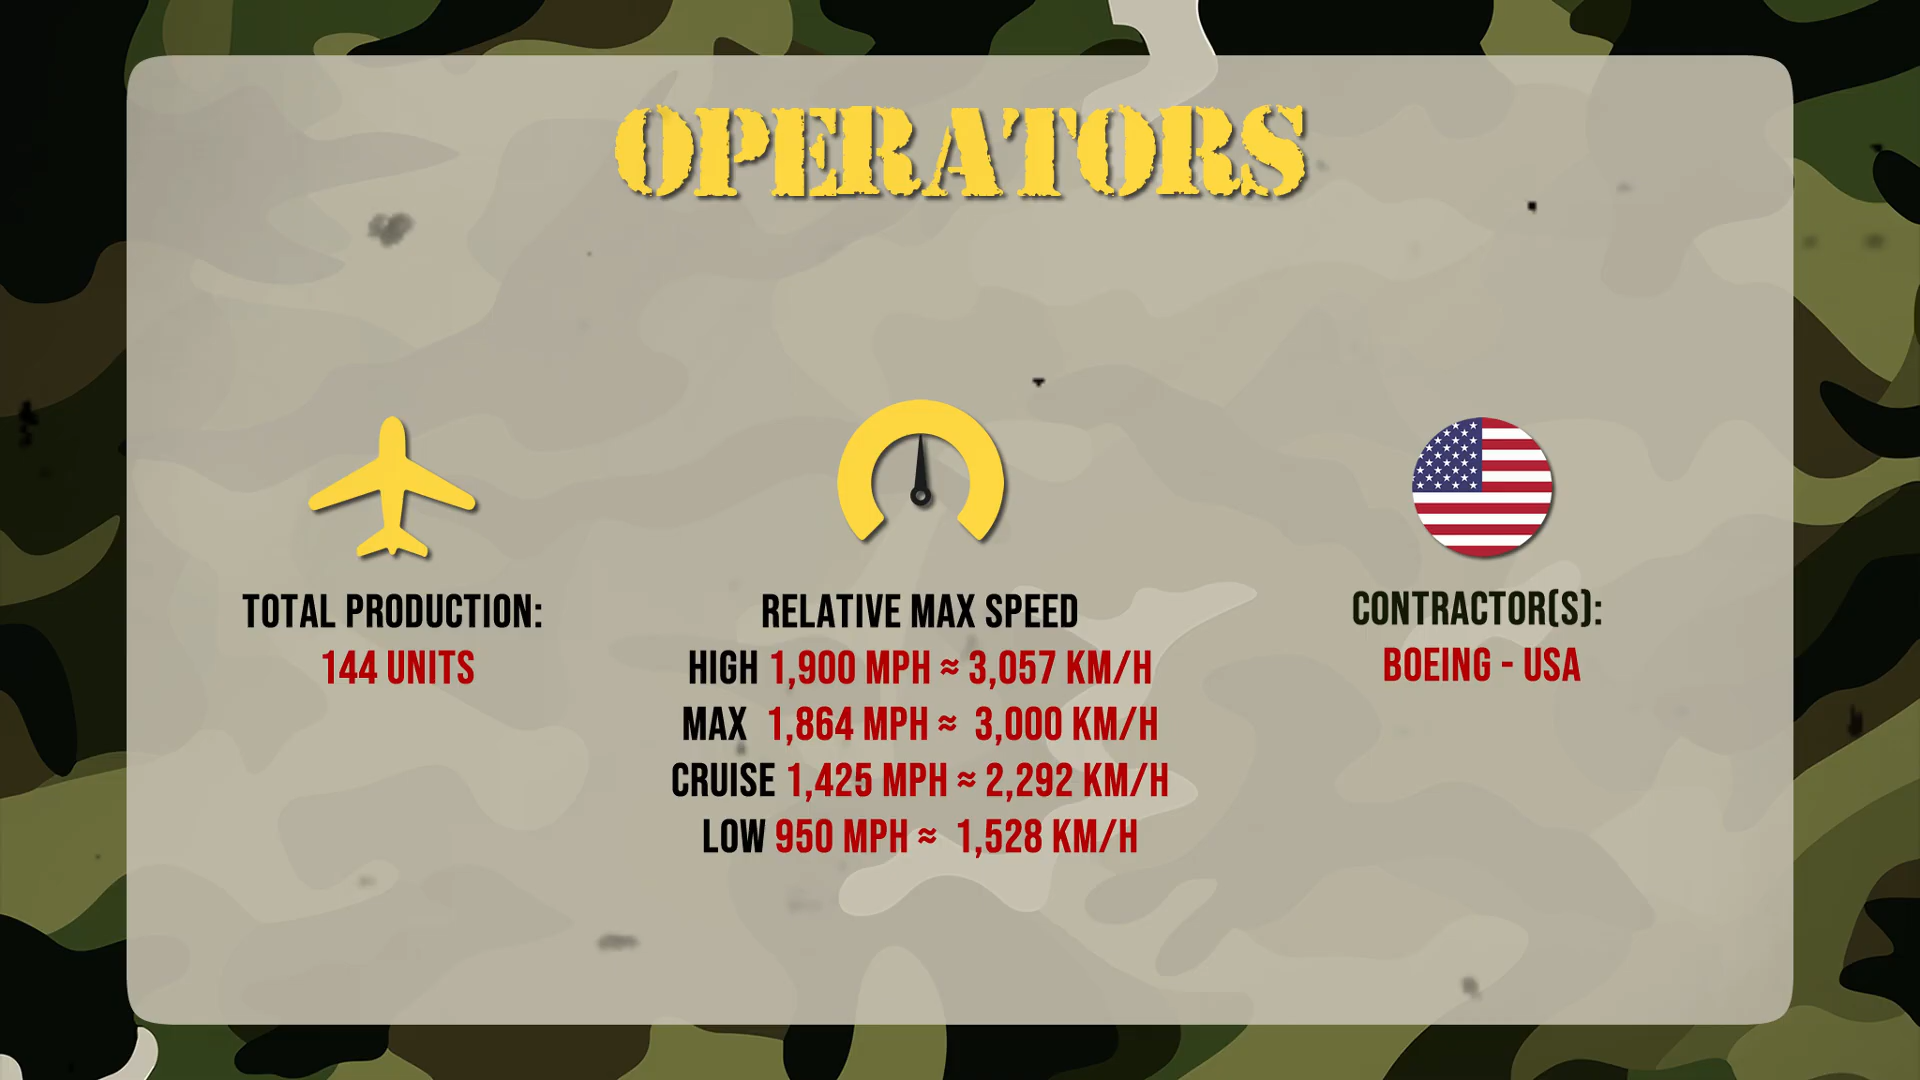 OPERATORS
TOTAL PRODUCTION:
144 UNITS
RELATIVE MAX SPEED
HIGH 1,900 MPH ≈ 3,057 KM/H
MAX 1,864 MPH ≈ 3,000 KM/H
CRUISE 1,425 MPH ≈ 2,292 KM/H
LOW 950 MPH ≈ 1,528 KM/H
CONTRACTOR(S):
BOEING - USA